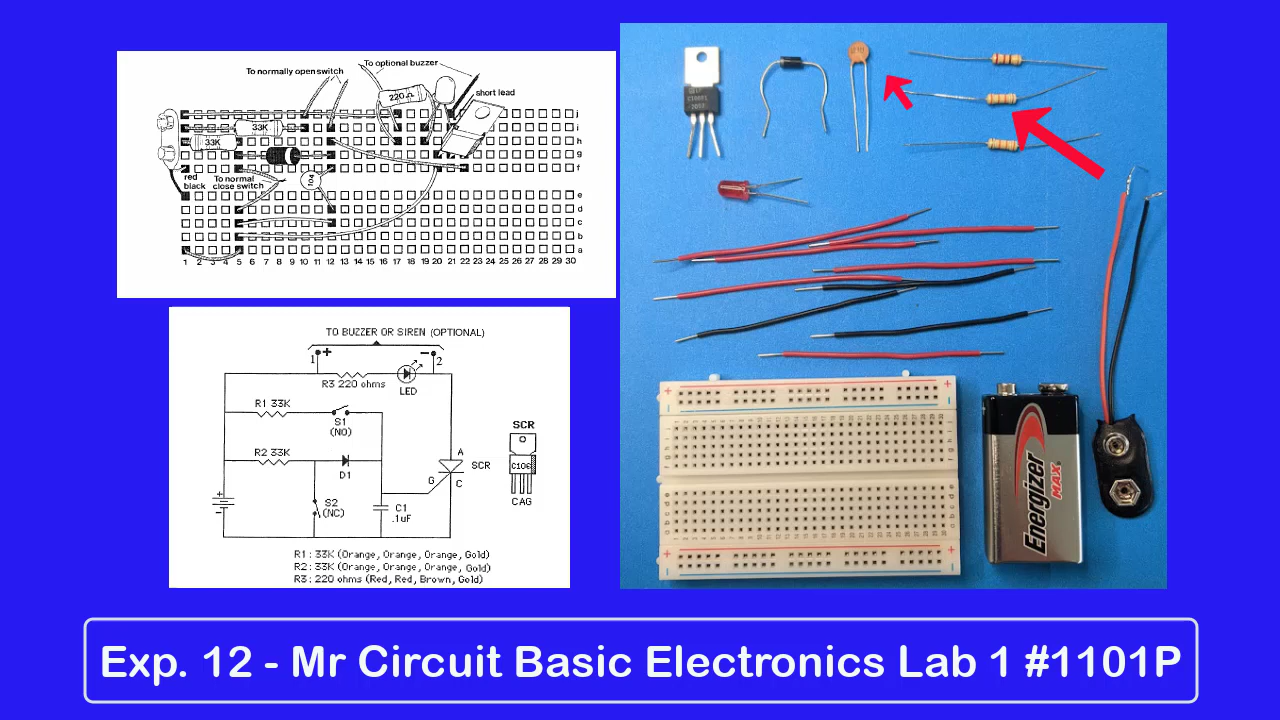 To normally open switch
To optional buzzer
short lead
220Ω
33K
33K
104
red
black
To normal
close switch
j
i
h
g
f
e
d
c
b
a
1 2 3 4 5 6 7 8 9 10 11 12 13 14 15 16 17 18 19 20 21 22 23 24 25 26 27 28 29 30
TO BUZZER OR SIREN (OPTIONAL)
1 + − 2
R3 220 ohms
LED
R1 33K
S1
(NO)
R2 33K
D1
A
SCR
G
C
S2
(NC)
C1
.1uF
+
−
SCR
C106
CAG
R1 : 33K (Orange, Orange, Orange, Gold)
R2 : 33K (Orange, Orange, Orange, Gold)
R3 : 220 ohms (Red, Red, Brown, Gold)
Energizer
MAX
Exp. 12 - Mr Circuit Basic Electronics Lab 1 #1101P